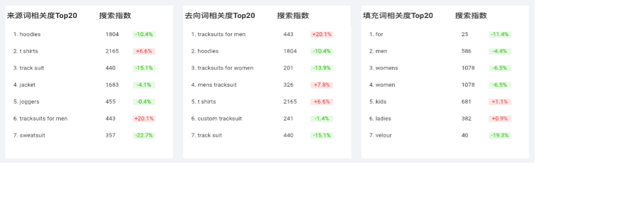 来源词相关度Top20 搜索指数
1. hoodies 1804 -10.4%
2. t shirts 2165 +6.6%
3. track suit 440 -15.1%
4. jacket 1683 -4.1%
5. joggers 455 -0.4%
6. tracksuits for men 443 +20.1%
7. sweatsuit 357 -22.7%
去向词相关度Top20 搜索指数
1. tracksuits for men 443 +20.1%
2. hoodies 1804 -10.4%
3. tracksuits for women 201 -13.9%
4. mens tracksuit 326 +7.8%
5. t shirts 2165 +6.6%
6. custom tracksuit 241 -1.4%
7. track suit 440 -15.1%
填充词相关度Top20 搜索指数
1. for 25 -11.4%
2. men 596 -4.4%
3. womens 1078 -6.5%
4. women 1078 -6.5%
5. kids 681 +1.1%
6. ladies 382 +0.9%
7. velour 40 -19.3%